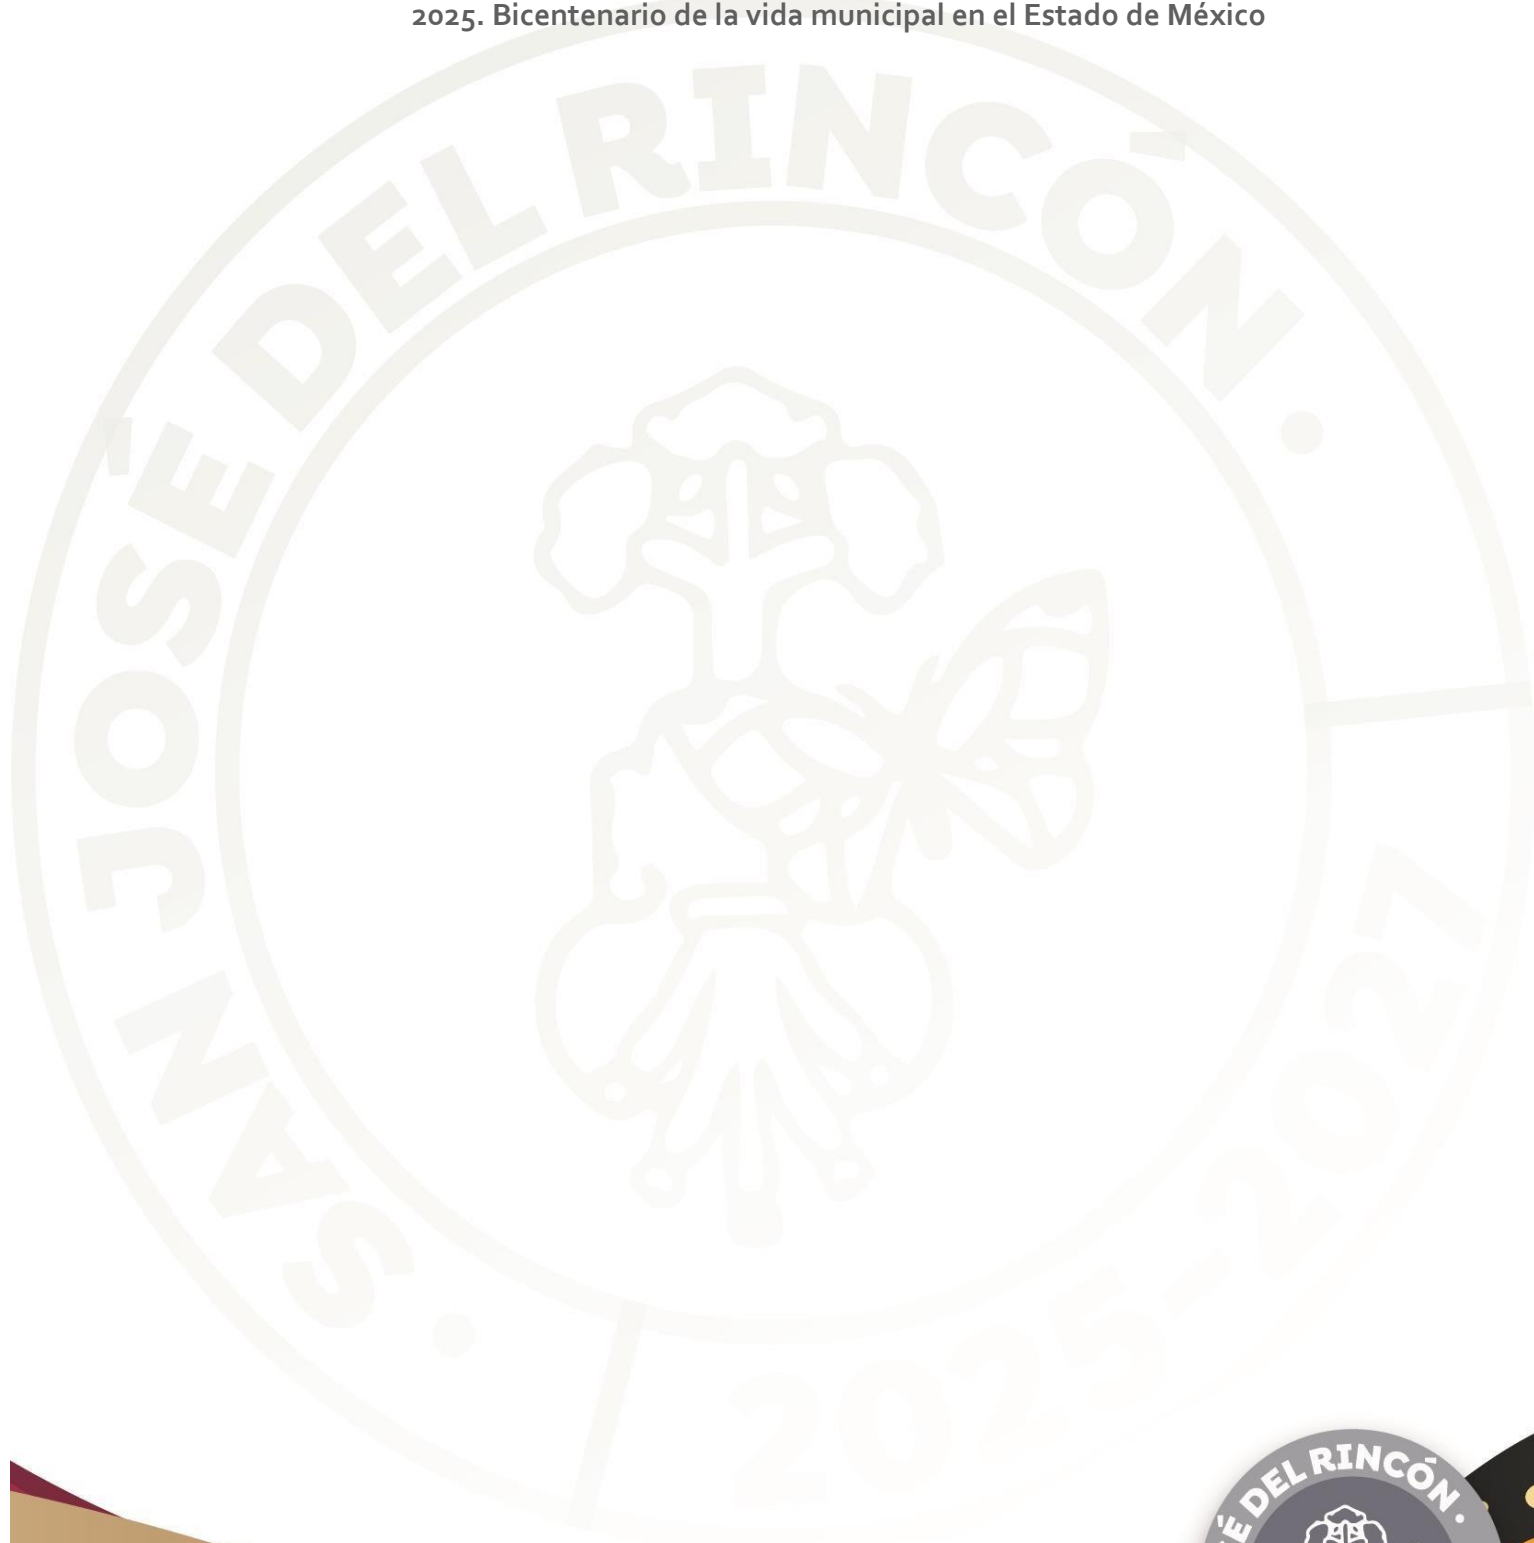 2025. Bicentenario de la vida municipal en el Estado de México
SAN JOSÉ DEL RINCÓN
2025-2027
É DEL RINCÓN